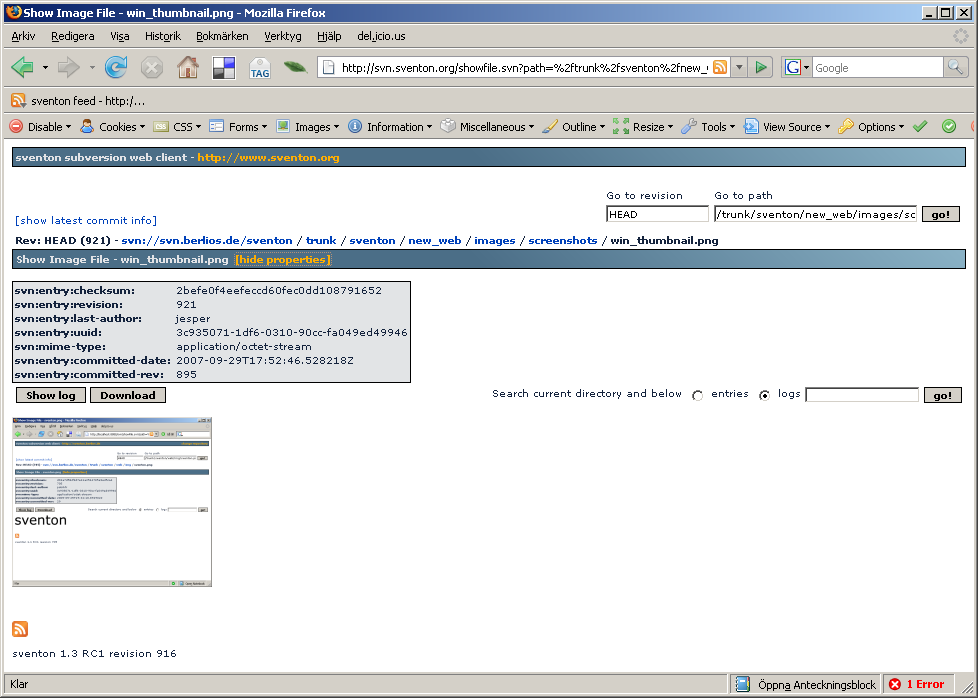 Show Image File - win_thumbnail.png - Mozilla Firefox
Arkiv Redigera Visa Historik Bokmärken Verktyg Hjälp del.icio.us
TAG http://svn.sventon.org/showfile.svn?path=%2ftrunk%2fsventon%2fnew_ G Google
sventon feed - http:/...
Disable Cookies CSS Forms Images Information Miscellaneous Outline Resize Tools View Source Options
sventon subversion web client - http://www.sventon.org
Go to revision Go to path
[show latest commit info] HEAD /trunk/sventon/new_web/images/sc go!
Rev: HEAD (921) - svn://svn.berlios.de/sventon / trunk / sventon / new_web / images / screenshots / win_thumbnail.png
Show Image File - win_thumbnail.png [hide properties]
svn:entry:checksum: 2befe0f4eefeccd60fec0dd108791652
svn:entry:revision: 921
svn:entry:last-author: jesper
svn:entry:uuid: 3c935071-1df6-0310-90cc-fa049ed49946
svn:mime-type: application/octet-stream
svn:entry:committed-date: 2007-09-29T17:52:46.528218Z
svn:entry:committed-rev: 895
Show log Download Search current directory and below entries logs go!
sventon
sventon 1.3 RC1 revision 916
Klar Öppna Anteckningsblock 1 Error